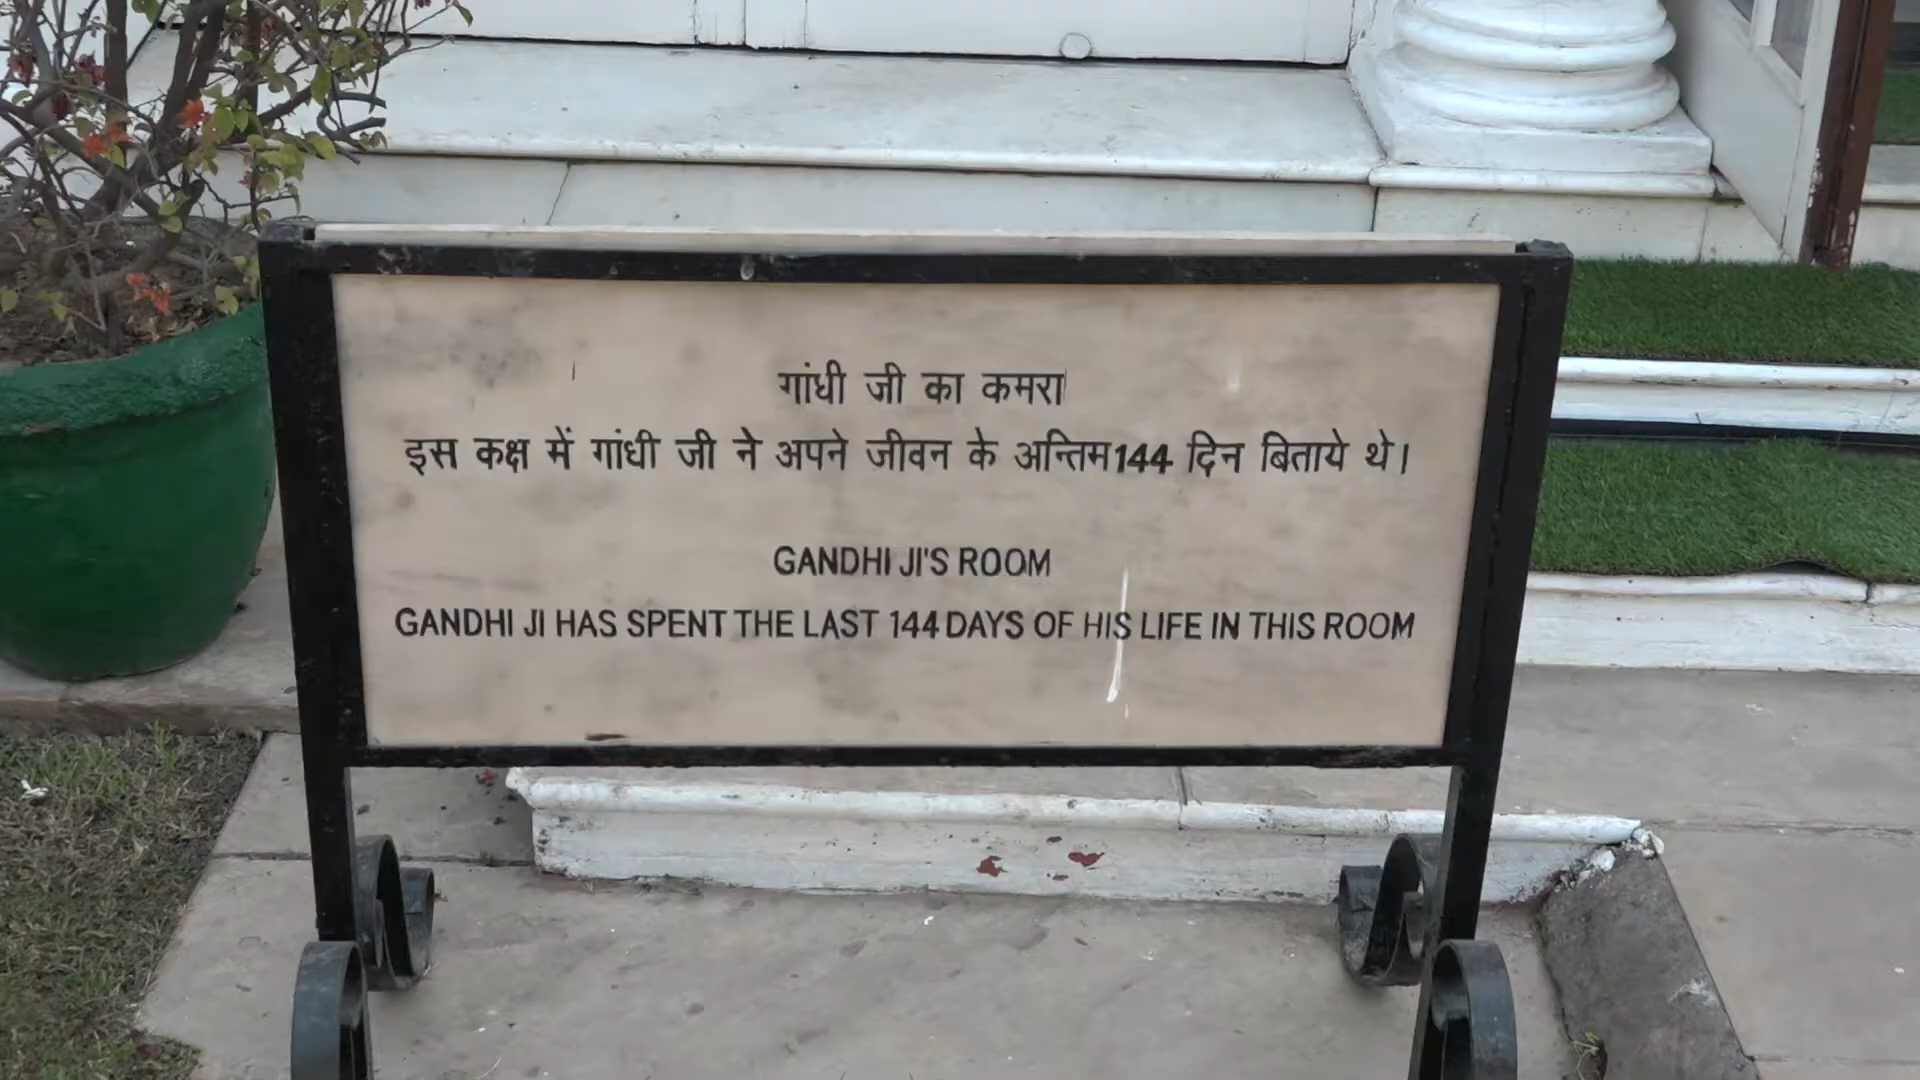 गांधी जी का कमरा
इस कक्ष में गांधी जी ने अपने जीवन के अन्तिम 144 दिन बिताये थे।
GANDHI JI'S ROOM
GANDHI JI HAS SPENT THE LAST 144 DAYS OF HIS LIFE IN THIS ROOM